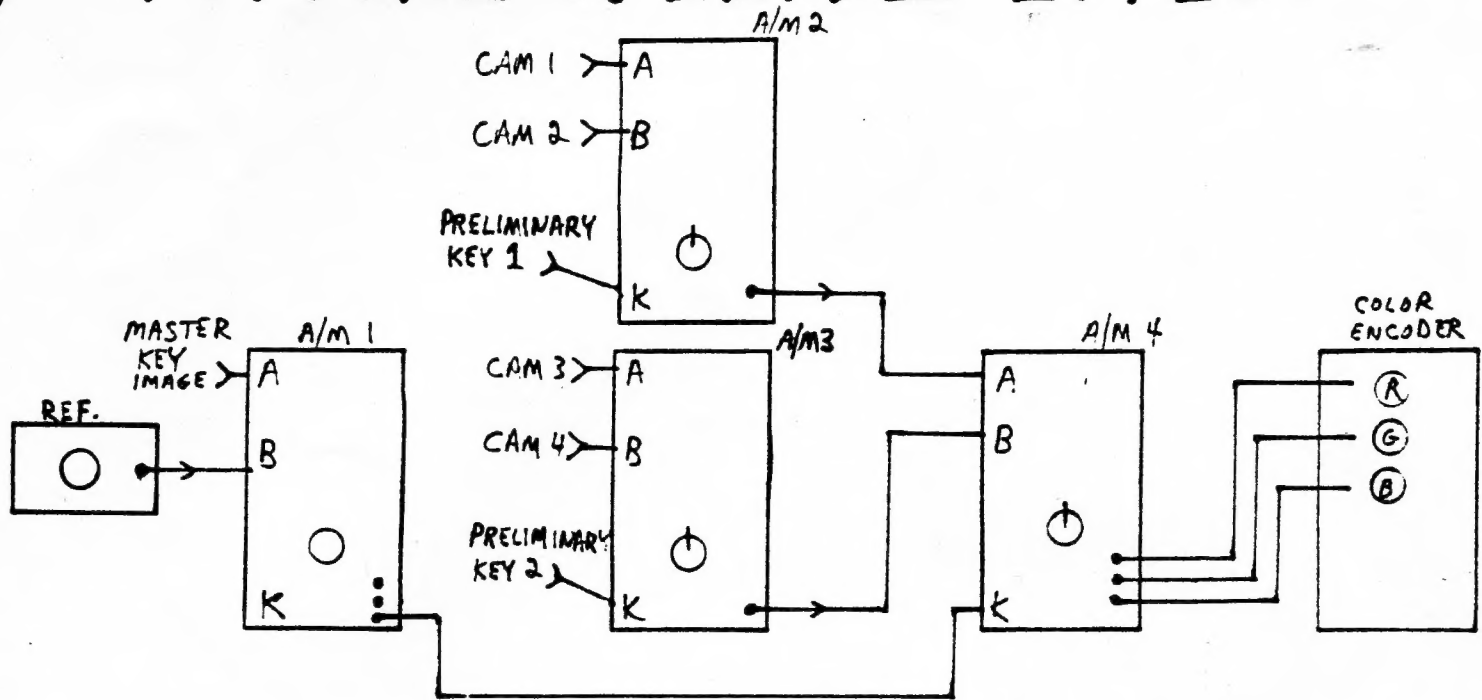 A/M 2
CAM 1
A
CAM 2
B
PRELIMINARY
KEY 1
K
MASTER
KEY
IMAGE
A/M 1
A
REF.
B
K
A/M3
CAM 3
A
CAM 4
B
PRELIMINARY
KEY 2
K
A/M 4
A
B
K
COLOR
ENCODER
R
G
B